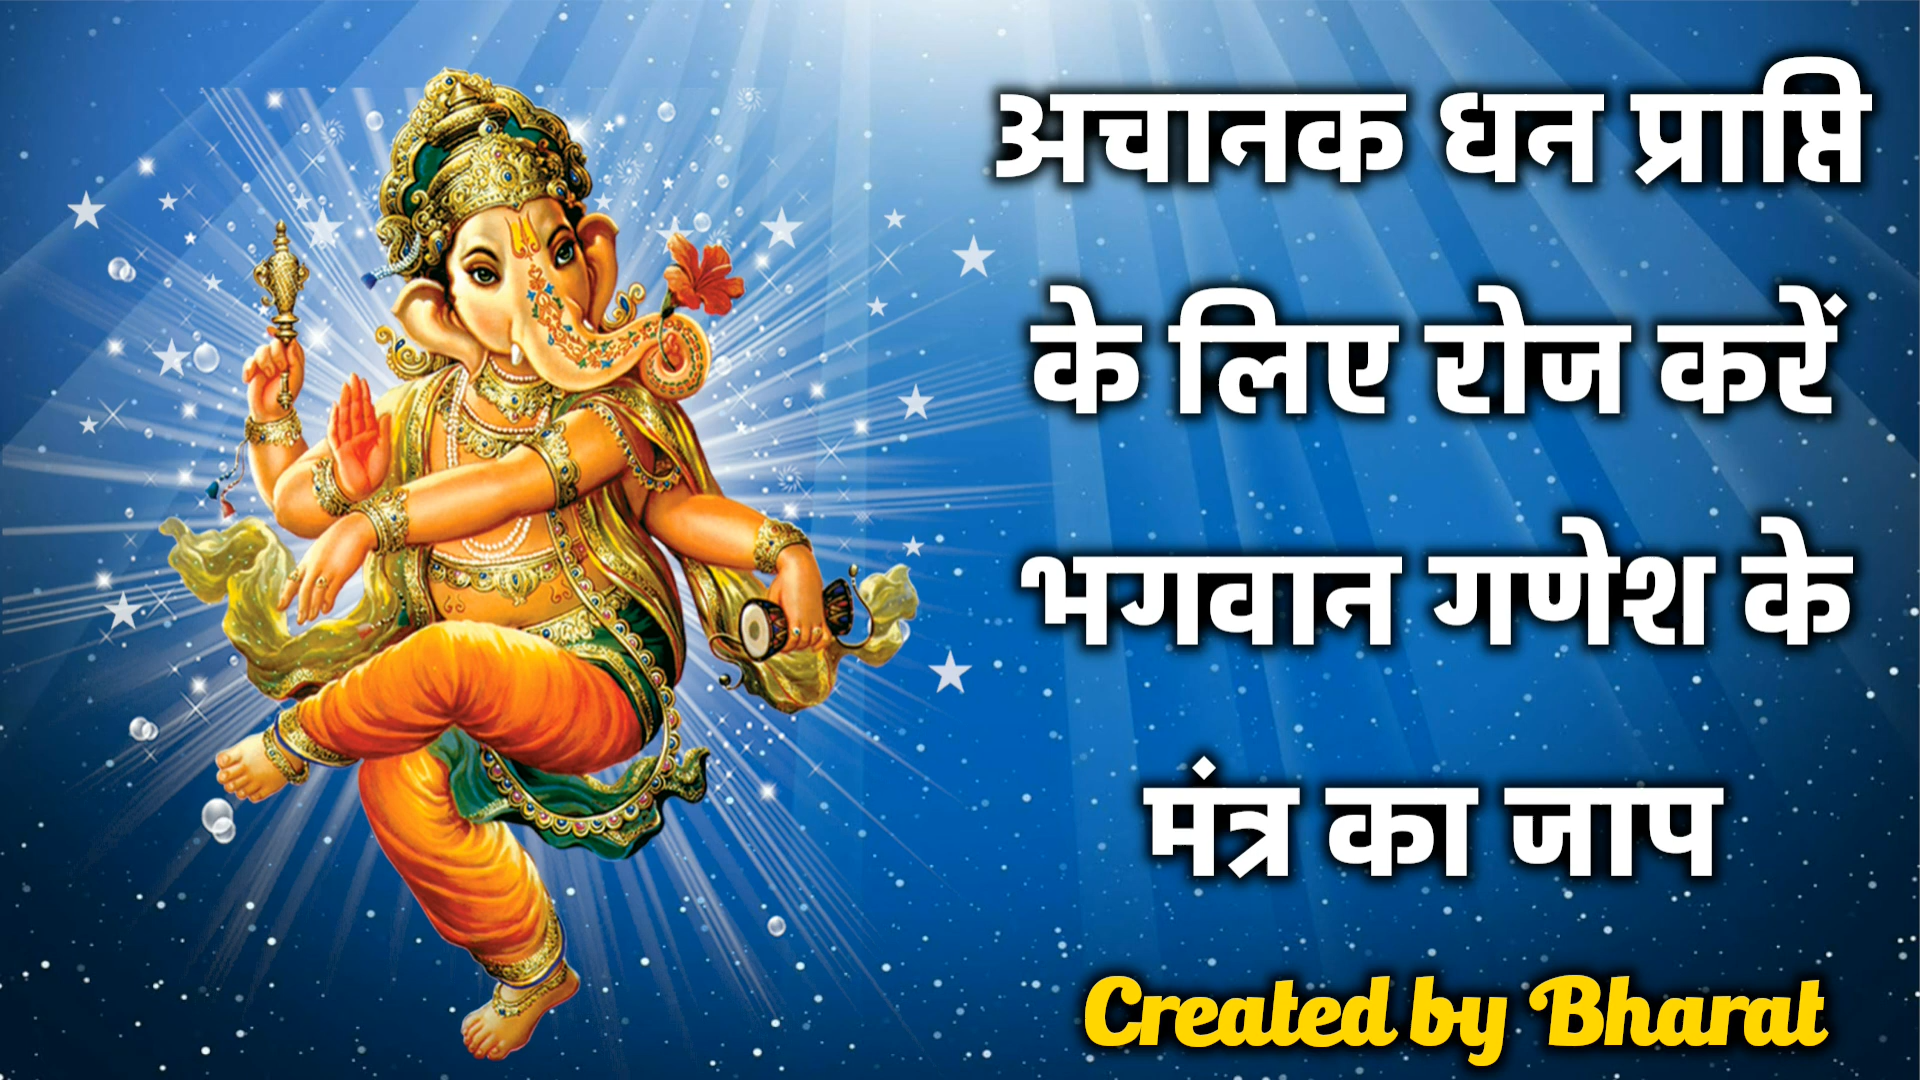 अचानक धन प्राप्ति
के लिए रोज करें
भगवान गणेश के
मंत्र का जाप
Created by Bharat